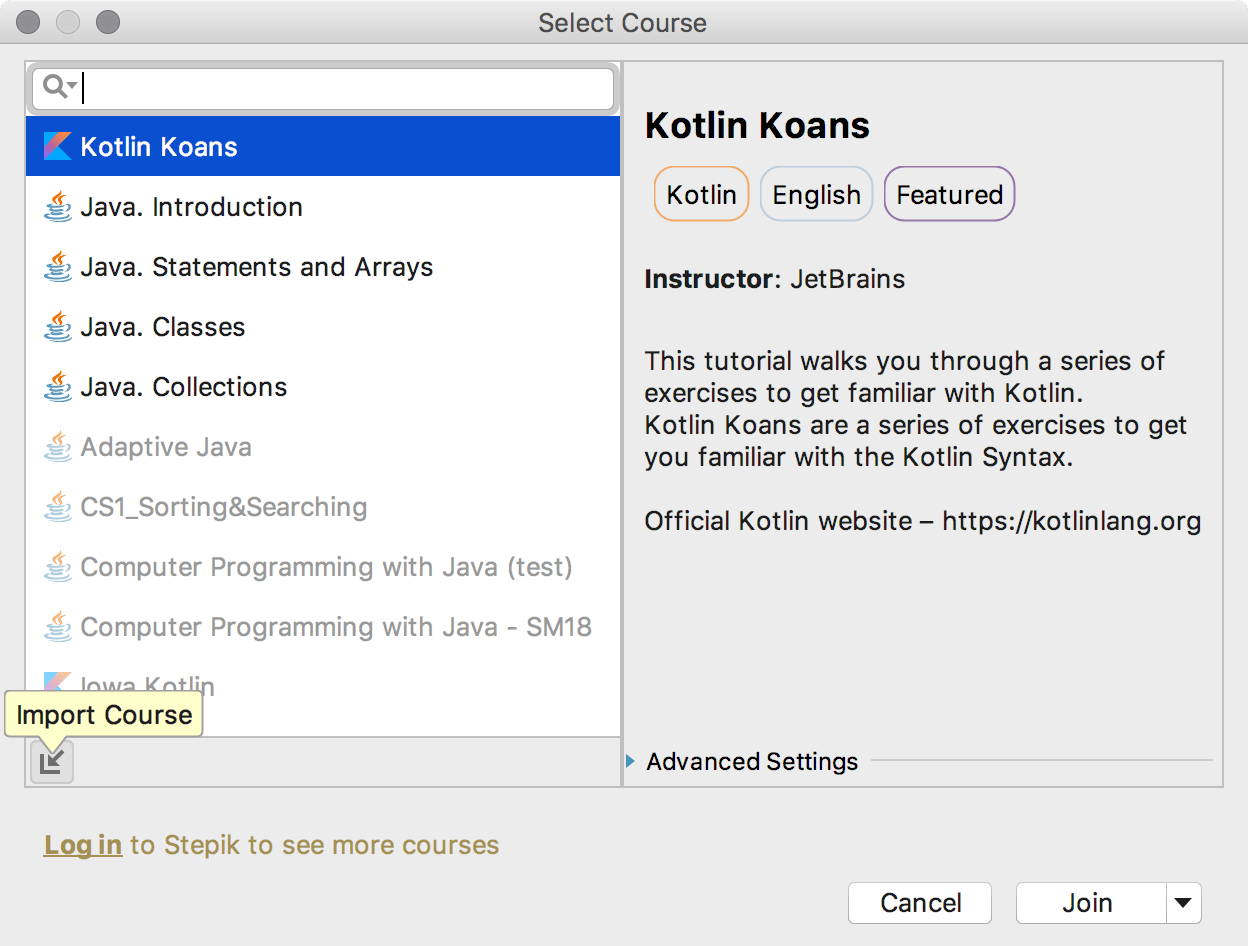 Select Course
Kotlin Koans
Java. Introduction
Java. Statements and Arrays
Java. Classes
Java. Collections
Adaptive Java
CS1_Sorting&Searching
Computer Programming with Java (test)
Computer Programming with Java - SM18
Iowa Kotlin
Import Course
Kotlin Koans
Kotlin English Featured
Instructor: JetBrains
This tutorial walks you through a series of
exercises to get familiar with Kotlin.
Kotlin Koans are a series of exercises to get
you familiar with the Kotlin Syntax.
Official Kotlin website – https://kotlinlang.org
Advanced Settings
Log in to Stepik to see more courses
Cancel Join